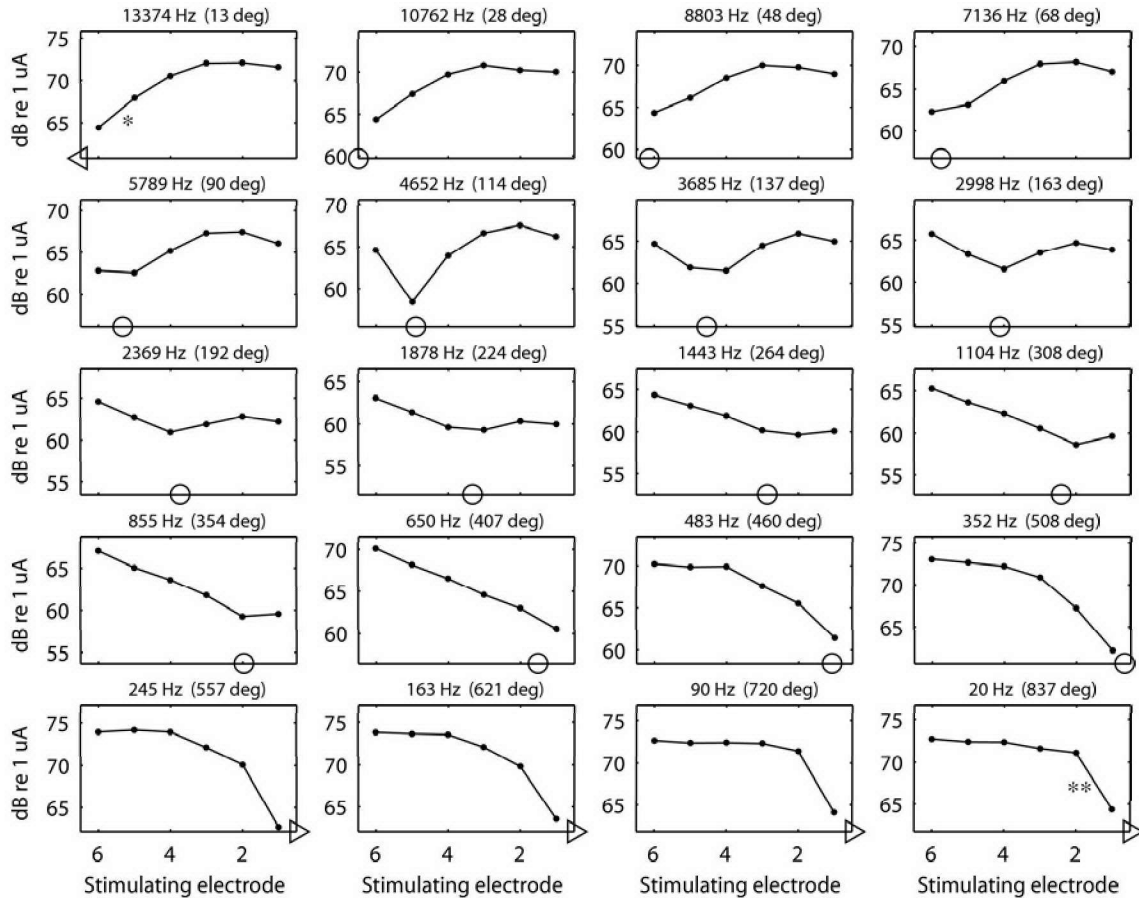 13374 Hz (13 deg)
10762 Hz (28 deg)
8803 Hz (48 deg)
7136 Hz (68 deg)
dB re 1 uA
75
70
65
*
70
65
60
75
70
65
60
70
65
60
5789 Hz (90 deg)
4652 Hz (114 deg)
3685 Hz (137 deg)
2998 Hz (163 deg)
dB re 1 uA
70
65
60
70
65
60
65
60
55
65
60
55
2369 Hz (192 deg)
1878 Hz (224 deg)
1443 Hz (264 deg)
1104 Hz (308 deg)
dB re 1 uA
65
60
55
65
60
55
65
60
55
65
60
55
855 Hz (354 deg)
650 Hz (407 deg)
483 Hz (460 deg)
352 Hz (508 deg)
dB re 1 uA
65
60
55
70
65
60
70
65
60
75
70
65
245 Hz (557 deg)
163 Hz (621 deg)
90 Hz (720 deg)
20 Hz (837 deg)
dB re 1 uA
75
70
65
75
70
65
75
70
65
75
70
65
**
6 4 2
6 4 2
6 4 2
6 4 2
Stimulating electrode
Stimulating electrode
Stimulating electrode
Stimulating electrode